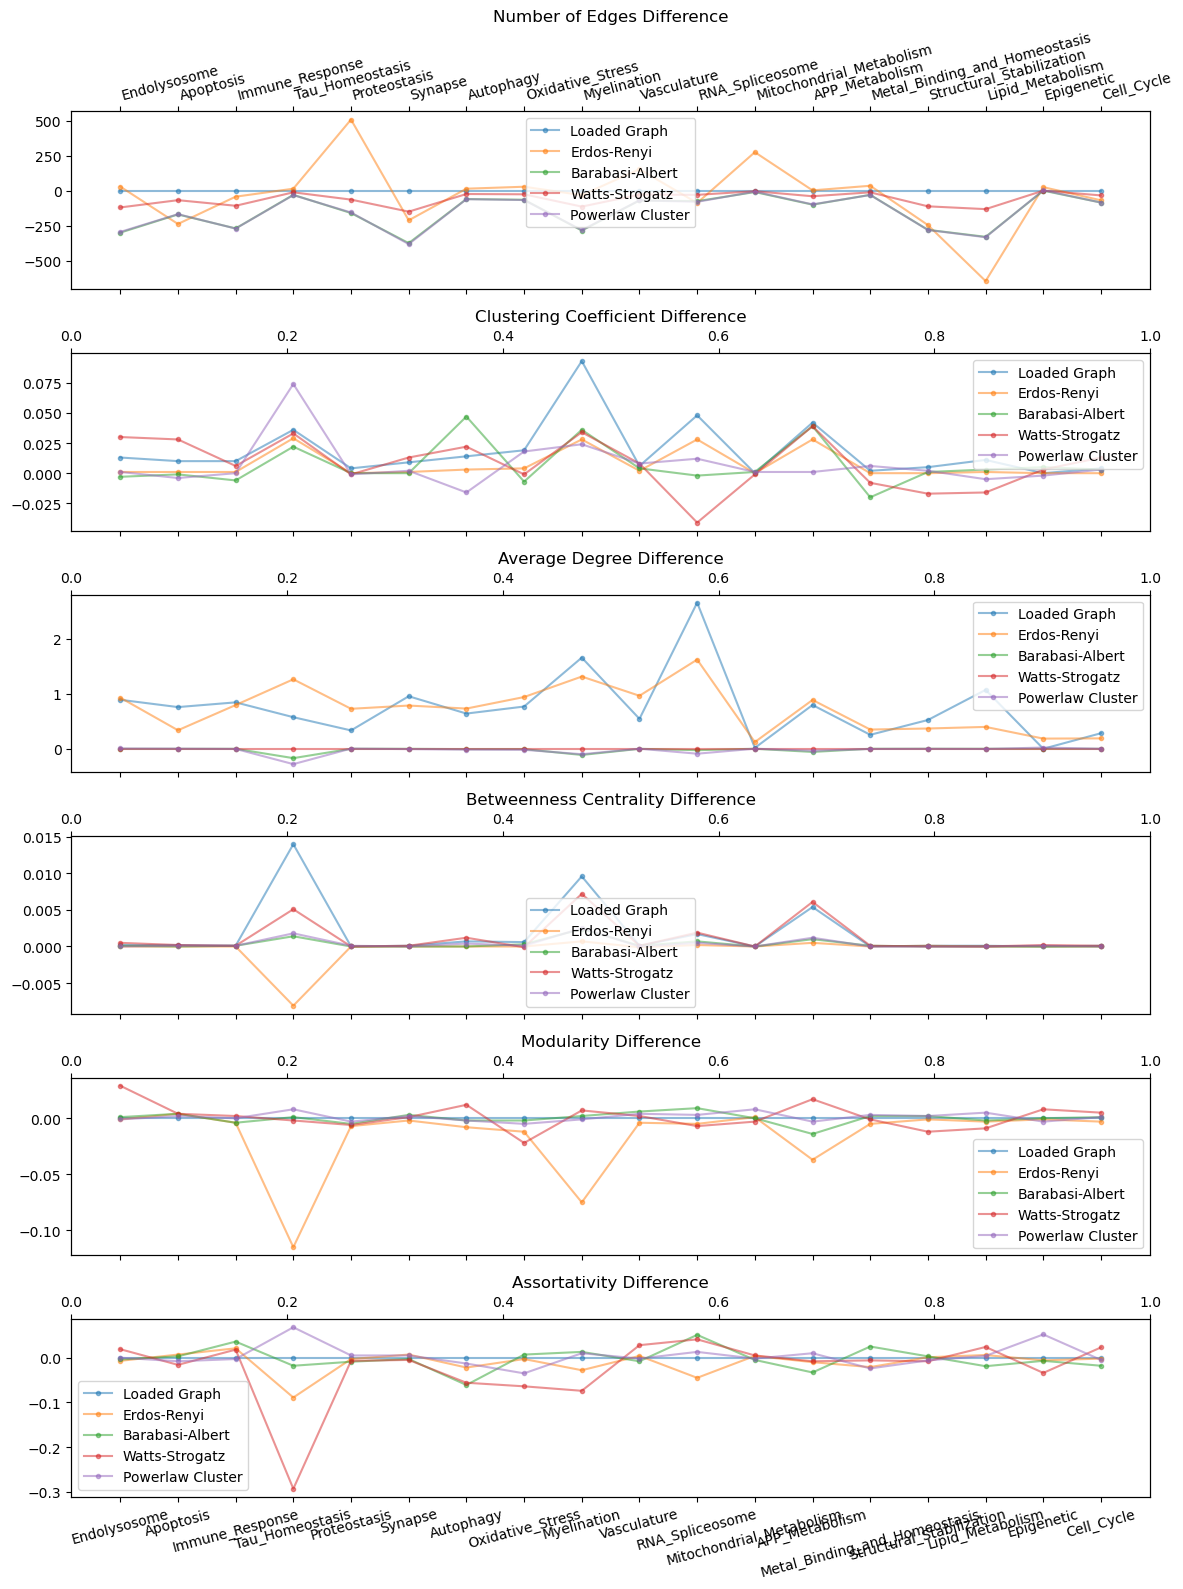 Number of Edges Difference
Endolysosome
Apoptosis
Immune_Response
Tau_Homeostasis
Proteostasis
Synapse
Autophagy
Oxidative_Stress
Myelination
Vasculature
RNA_Spliceosome
Mitochondrial_Metabolism
APP_Metabolism
Metal_Binding_and_Homeostasis
Structural_Stabilization
Lipid_Metabolism
Epigenetic
Cell_Cycle
500
250
0
−250
−500
Loaded Graph
Erdos-Renyi
Barabasi-Albert
Watts-Strogatz
Powerlaw Cluster
Clustering Coefficient Difference
0.0 0.2 0.4 0.6 0.8 1.0
0.075
0.050
0.025
0.000
−0.025
Loaded Graph
Erdos-Renyi
Barabasi-Albert
Watts-Strogatz
Powerlaw Cluster
Average Degree Difference
0.0 0.2 0.4 0.6 0.8 1.0
2
1
0
Loaded Graph
Erdos-Renyi
Barabasi-Albert
Watts-Strogatz
Powerlaw Cluster
Betweenness Centrality Difference
0.0 0.2 0.4 0.6 0.8 1.0
0.015
0.010
0.005
0.000
−0.005
Loaded Graph
Erdos-Renyi
Barabasi-Albert
Watts-Strogatz
Powerlaw Cluster
Modularity Difference
0.0 0.2 0.4 0.6 0.8 1.0
0.00
−0.05
−0.10
Loaded Graph
Erdos-Renyi
Barabasi-Albert
Watts-Strogatz
Powerlaw Cluster
Assortativity Difference
0.0 0.2 0.4 0.6 0.8 1.0
0.0
−0.1
−0.2
−0.3
Loaded Graph
Erdos-Renyi
Barabasi-Albert
Watts-Strogatz
Powerlaw Cluster
Endolysosome
Apoptosis
Immune_Response
Tau_Homeostasis
Proteostasis
Synapse
Autophagy
Oxidative_Stress
Myelination
Vasculature
RNA_Spliceosome
Mitochondrial_Metabolism
APP_Metabolism
Metal_Binding_and_Homeostasis
Structural_Stabilization
Lipid_Metabolism
Epigenetic
Cell_Cycle